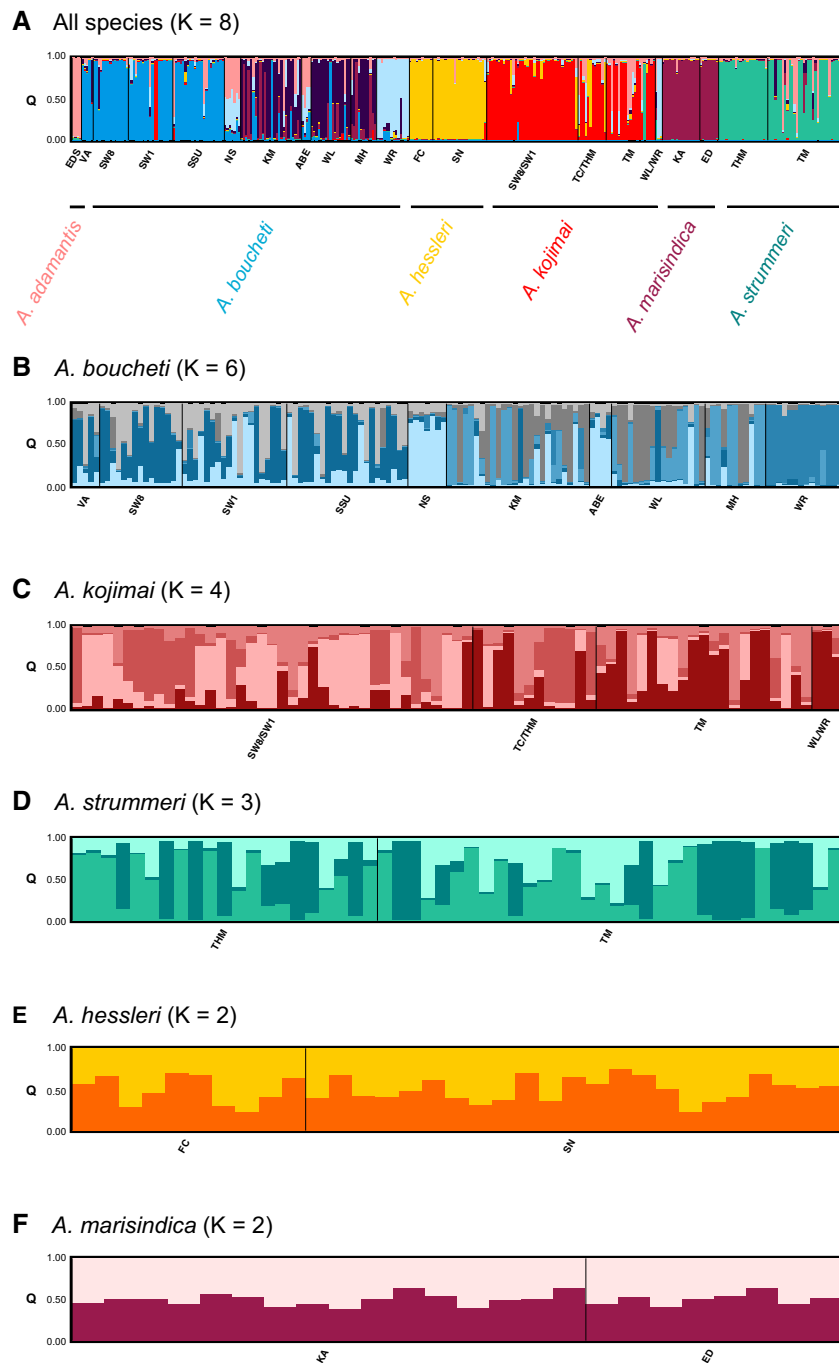 A All species (K = 8)
1.00
Q 0.50
0.00
EDS VA SW8 SW1 SSU NS KM ABE WL MH WR FC SN SW8/SW1 TC/THM TM WL/WR KA ED THM TM
A. adamantis A. boucheti A. hessleri A. kojimai A. marisindica A. strummeri
B A. boucheti (K = 6)
1.00
Q 0.50
0.00
VA SW8 SW1 SSU NS KM ABE WL MH WR
C A. kojimai (K = 4)
1.00
Q 0.50
0.00
SW8/SW1 TC/THM TM WL/WR
D A. strummeri (K = 3)
1.00
Q 0.50
0.00
THM TM
E A. hessleri (K = 2)
1.00
Q 0.50
0.00
FC SN
F A. marisindica (K = 2)
1.00
Q 0.50
0.00
KA ED